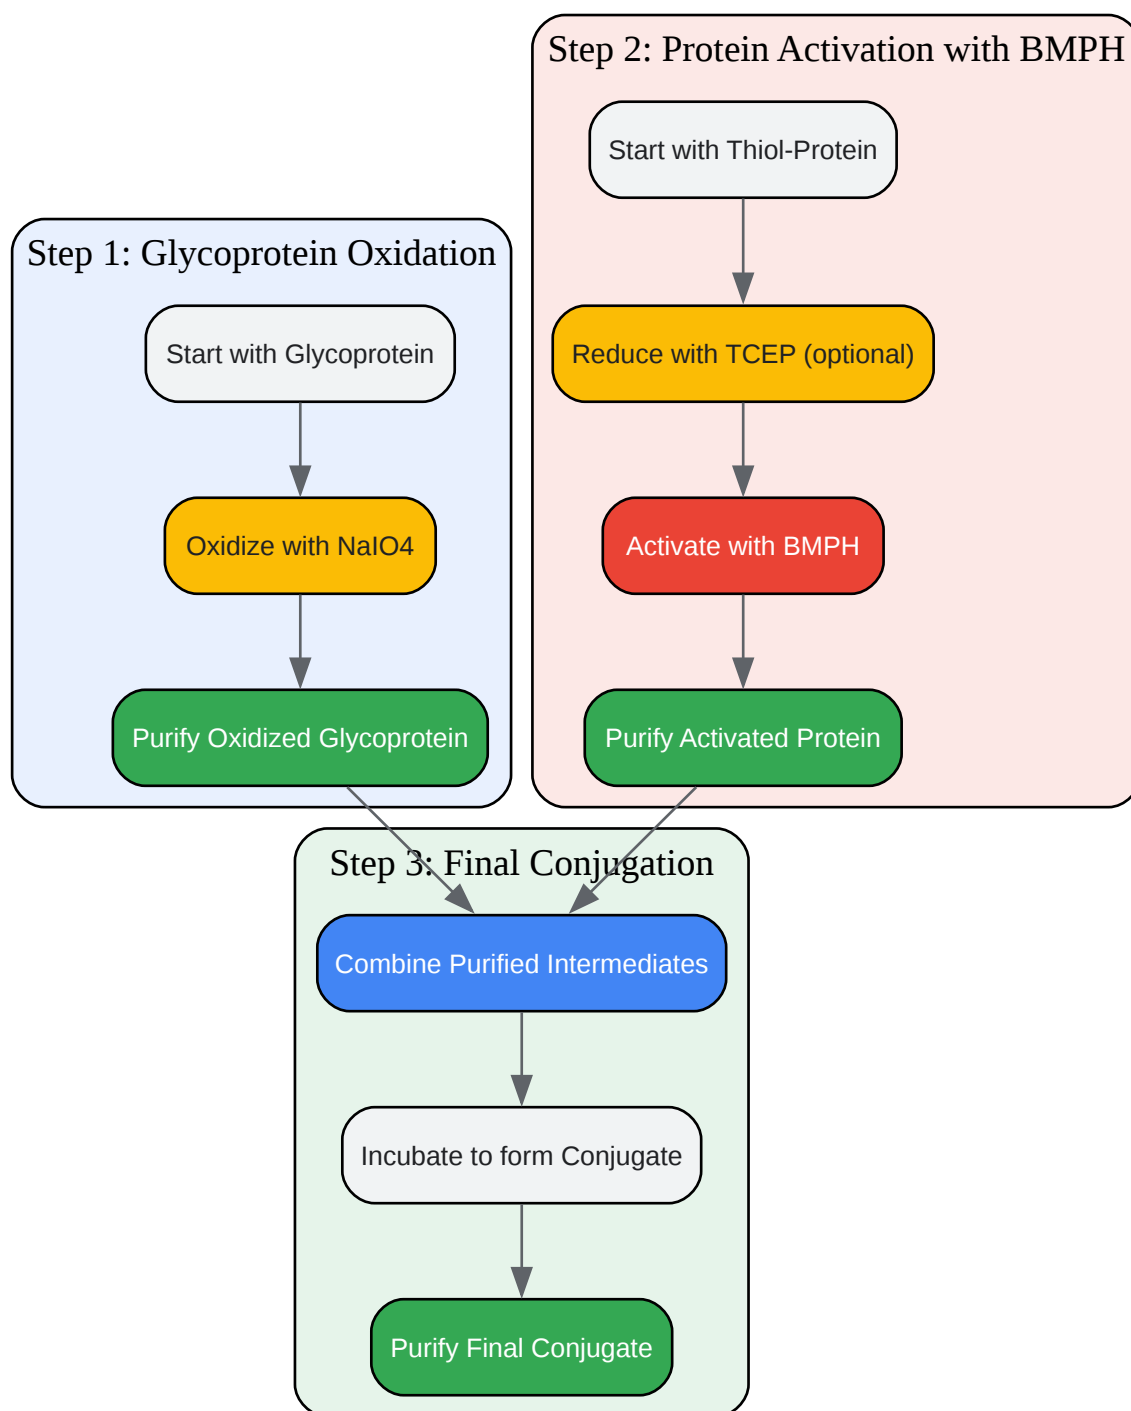 Step 2: Protein Activation with BMPH
Start with Thiol-Protein
Reduce with TCEP (optional)
Activate with BMPH
Purify Activated Protein
Step 1: Glycoprotein Oxidation
Start with Glycoprotein
Oxidize with NaIO4
Purify Oxidized Glycoprotein
Step 3: Final Conjugation
Combine Purified Intermediates
Incubate to form Conjugate
Purify Final Conjugate